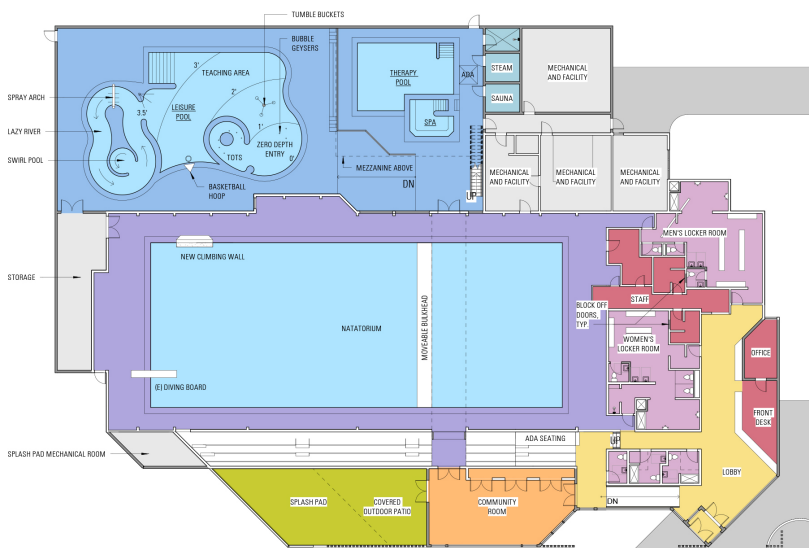 TUMBLE BUCKETS
BUBBLE
GEYSERS
3'
TEACHING AREA
LEISURE
POOL
2'
3.5'
1'
ZERO DEPTH
ENTRY
0'
TOTS
SPRAY ARCH
LAZY RIVER
SWIRL POOL
BASKETBALL
HOOP
THERAPY
POOL
ADA
SPA
STEAM
SAUNA
MECHANICAL
AND FACILITY
MEZZANINE ABOVE
DN
UP
MECHANICAL
AND FACILITY
MECHANICAL
AND FACILITY
MECHANICAL
AND FACILITY
STORAGE
NEW CLIMBING WALL
NATATORIUM
MOVEABLE BULKHEAD
(E) DIVING BOARD
MEN'S LOCKER ROOM
STAFF
BLOCK OFF
DOORS,
TYP.
WOMEN'S
LOCKER ROOM
OFFICE
FRONT
DESK
LOBBY
ADA SEATING
UP
DN
SPLASH PAD MECHANICAL ROOM
SPLASH PAD
COVERED
OUTDOOR PATIO
COMMUNITY
ROOM